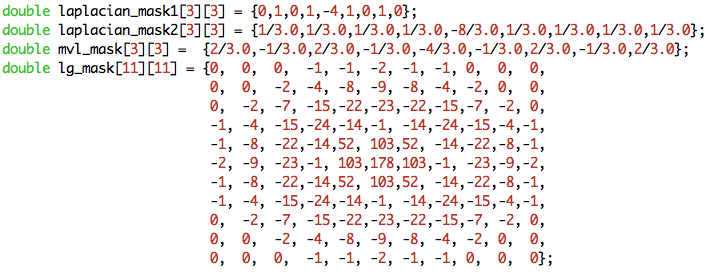 double laplacian_mask1[3][3] = {0,1,0,1,-4,1,0,1,0};
double laplacian_mask2[3][3] = {1/3.0,1/3.0,1/3.0,1/3.0,-8/3.0,1/3.0,1/3.0,1/3.0,1/3.0};
double mvl_mask[3][3] =  {2/3.0,-1/3.0,2/3.0,-1/3.0,-4/3.0,-1/3.0,2/3.0,-1/3.0,2/3.0};
double lg_mask[11][11] = {0,  0,  0,  -1, -1, -2, -1, -1, 0,  0,  0,
0,  0,  -2, -4, -8, -9, -8, -4, -2, 0,  0,
0,  -2, -7, -15,-22,-23,-22,-15,-7, -2, 0,
-1, -4, -15,-24,-14,-1, -14,-24,-15,-4,-1,
-1, -8, -22,-14,52, 103,52, -14,-22,-8,-1,
-2, -9, -23,-1, 103,178,103,-1, -23,-9,-2,
-1, -8, -22,-14,52, 103,52, -14,-22,-8,-1,
-1, -4, -15,-24,-14,-1, -14,-24,-15,-4,-1,
0,  -2, -7, -15,-22,-23,-22,-15,-7, -2, 0,
0,  0,  -2, -4, -8, -9, -8, -4, -2, 0,  0,
0,  0,  0,  -1, -1, -2, -1, -1, 0,  0,  0};